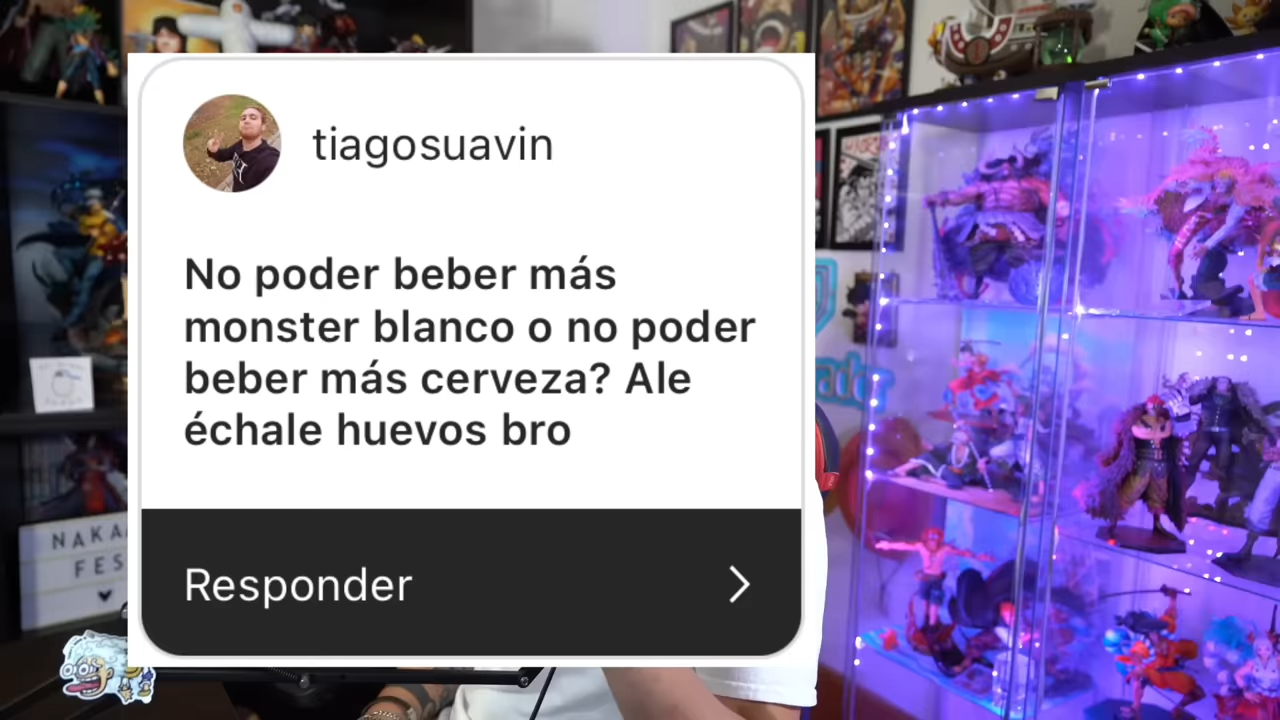 tiagosuavin
No poder beber más
monster blanco o no poder
beber más cerveza? Ale
échale huevos bro
Responder
NAKA
FES